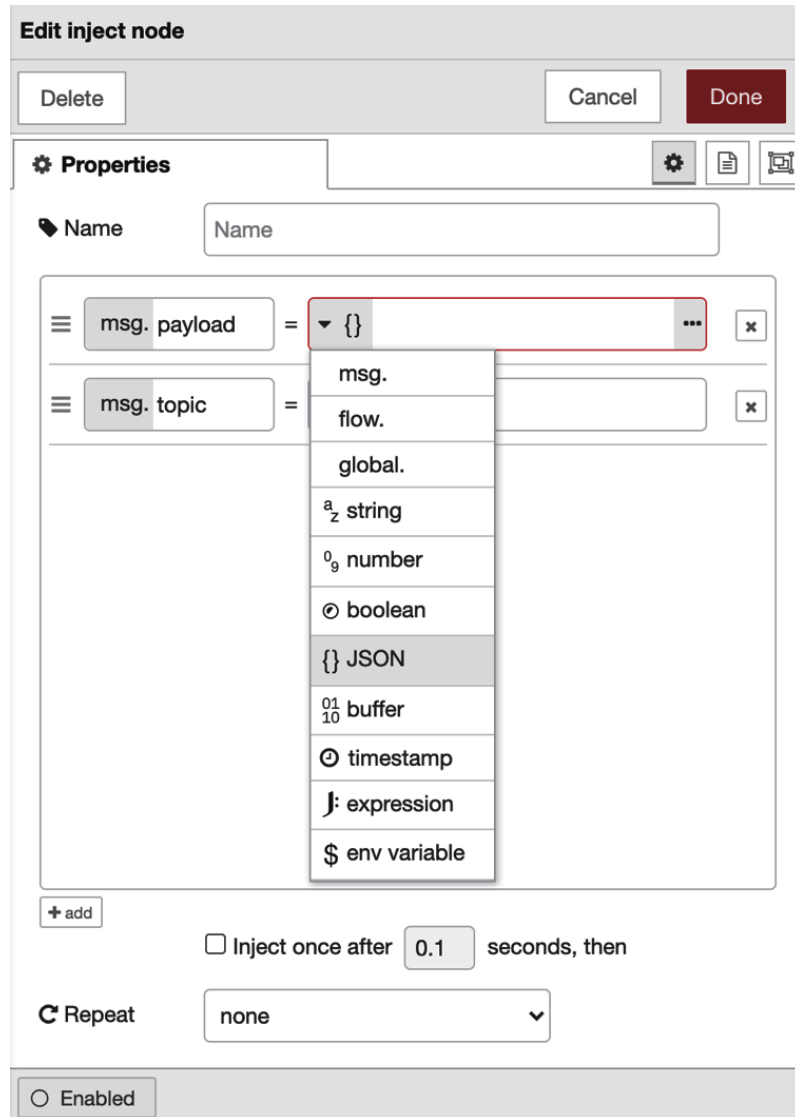 Edit inject node
Delete Cancel Done
Properties
Name Name
msg. payload = {} •••
msg.
msg. topic =
flow.
global.
az string
09 number
boolean
{} JSON
0110 buffer
timestamp
J: expression
$ env variable
+ add
Inject once after 0.1 seconds, then
Repeat none
Enabled